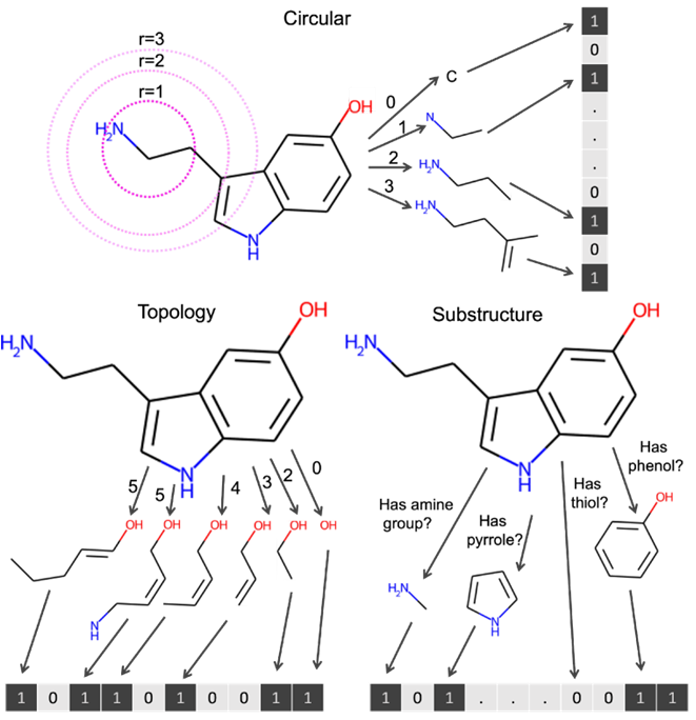 Circular
r=3
r=2
r=1
H2N
OH
N
H
0
C
1
N
2
H2N
3
H2N
1
0
1
.
.
.
0
1
0
1
Topology
OH
H2N
N
H
5
5
4
3
2
0
OH
OH
OH
OH
OH
OH
N
H
1 0 1 1 0 1 0 0 1 1
Substructure
OH
H2N
N
H
Has amine
group?
Has
pyrrole?
Has
thiol?
Has
phenol?
H2N
N
H
OH
1 0 1 . . . 0 0 1 1